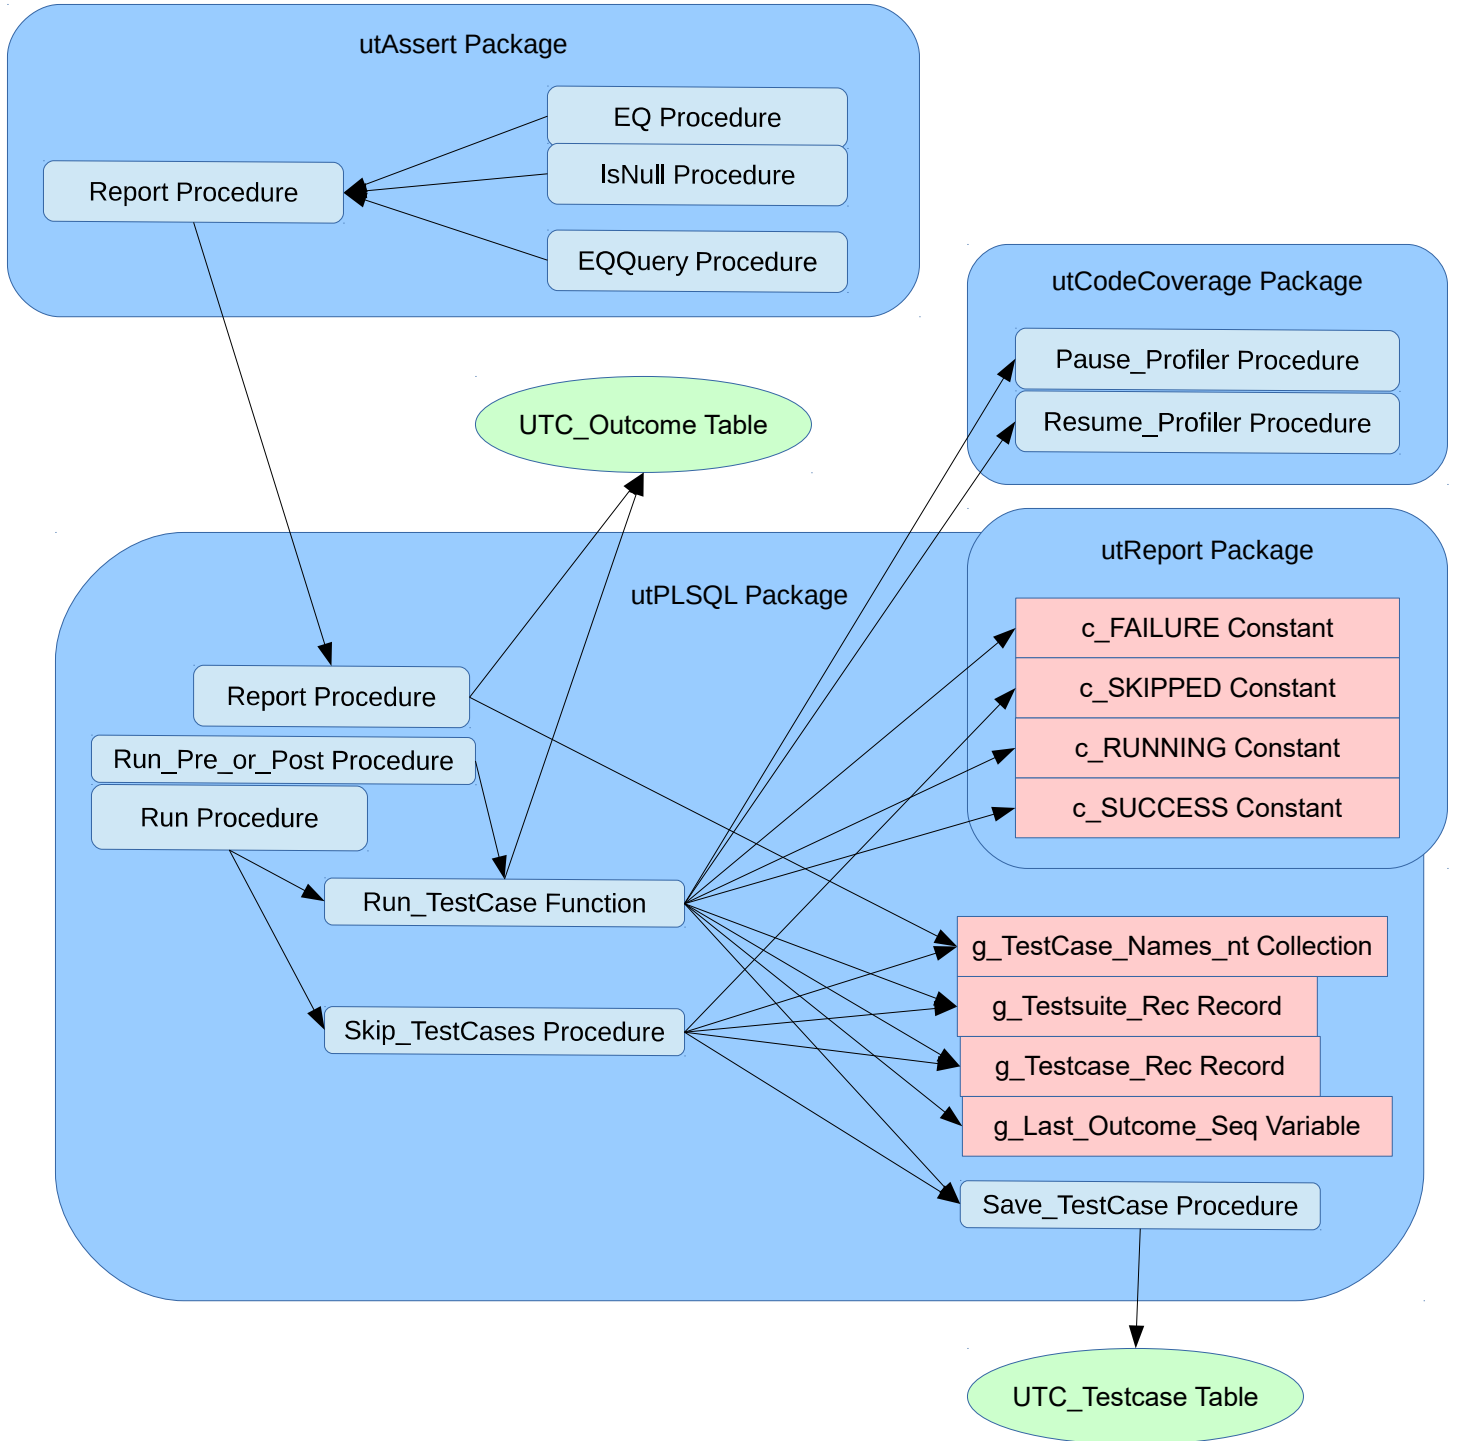 utAssert Package
EQ Procedure
IsNull Procedure
Report Procedure
EQQuery Procedure
utCodeCoverage Package
Pause_Profiler Procedure
Resume_Profiler Procedure
UTC_Outcome Table
utReport Package
utPLSQL Package
c_FAILURE Constant
c_SKIPPED Constant
c_RUNNING Constant
c_SUCCESS Constant
Report Procedure
Run_Pre_or_Post Procedure
Run Procedure
Run_TestCase Function
Skip_TestCases Procedure
g_TestCase_Names_nt Collection
g_Testsuite_Rec Record
g_Testcase_Rec Record
g_Last_Outcome_Seq Variable
Save_TestCase Procedure
UTC_Testcase Table